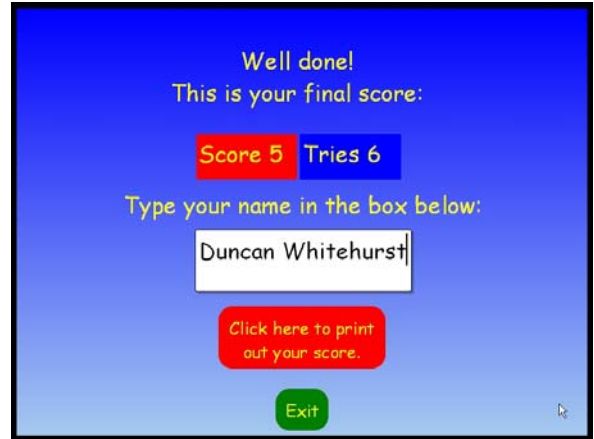 Well done!
This is your final score:
Score 5 Tries 6
Type your name in the box below:
Duncan Whitehurst
Click here to print
out your score.
Exit